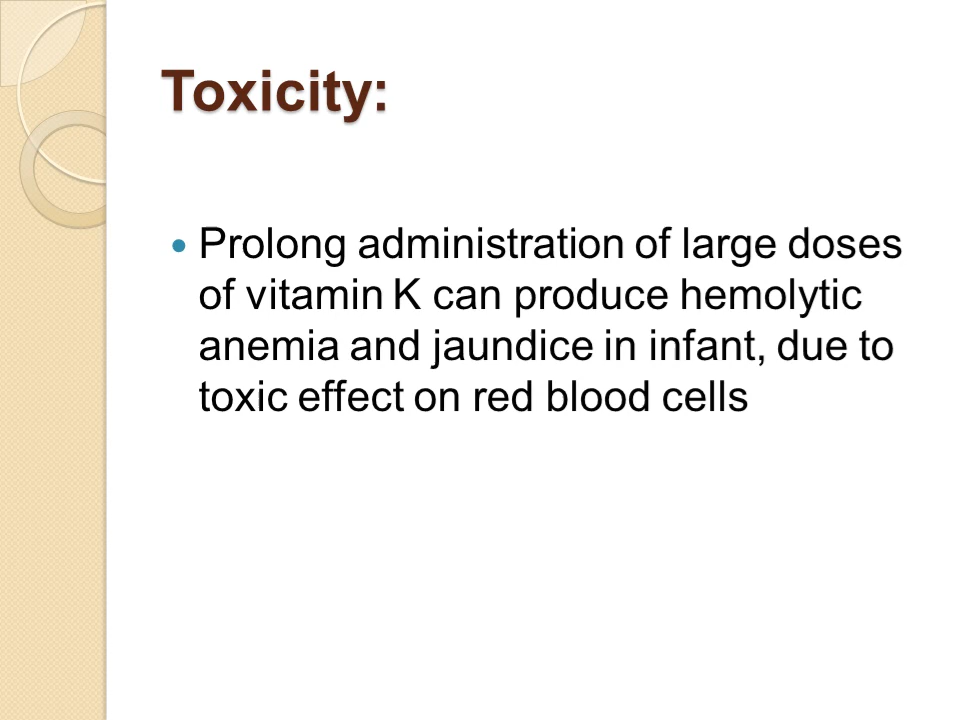 Toxicity:
Prolong administration of large doses
of vitamin K can produce hemolytic
anemia and jaundice in infant, due to
toxic effect on red blood cells